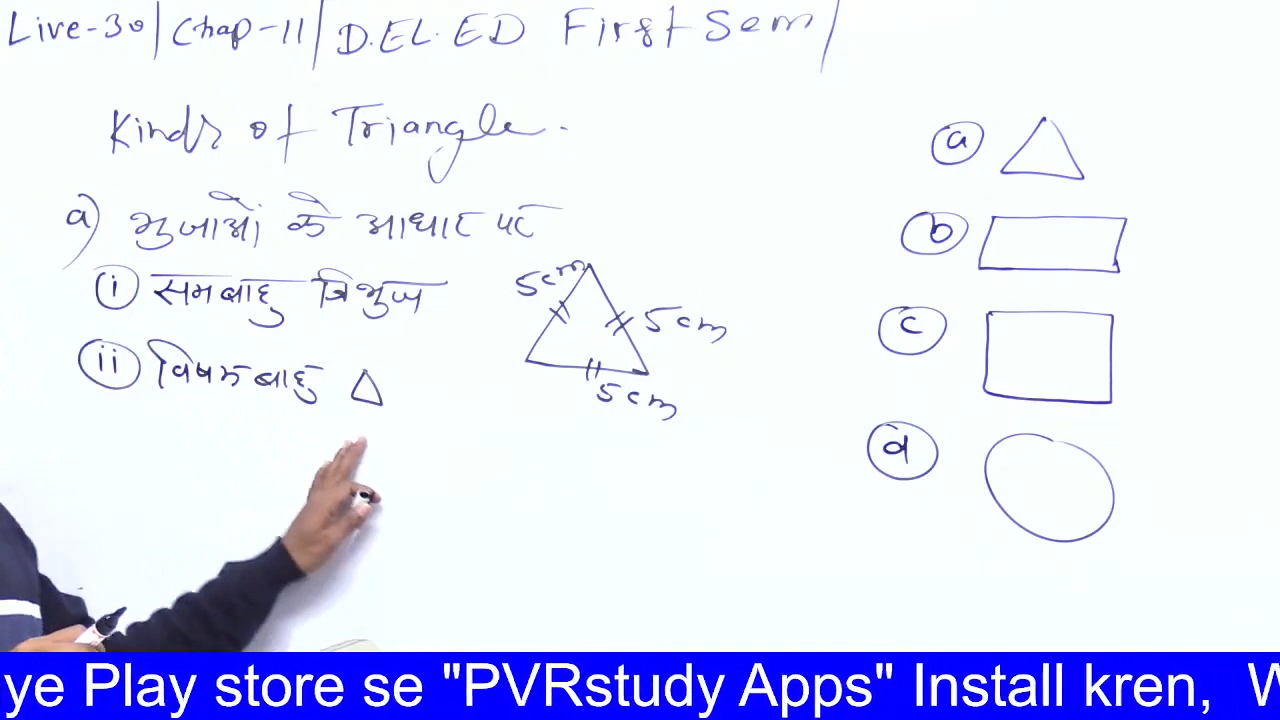 Live-30/Chap-11/D.EL.ED First Sem/
Kinds of Triangle.
a) भुजाओं के आधार पर
i समबाहु त्रिभुज
ii विषमबाहु
5cm
5cm
5cm
a
b
c
d
ye Play store se "PVRstudy Apps" Install kren, W